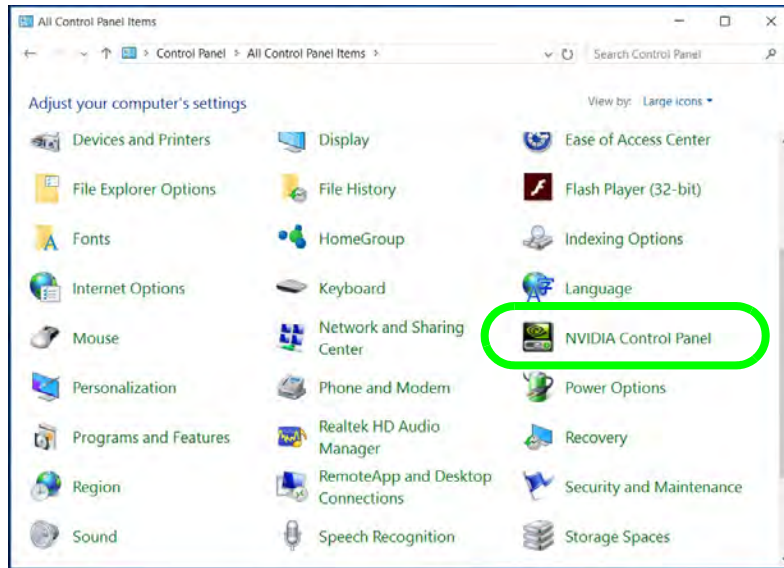 All Control Panel Items
Control Panel > All Control Panel Items >
Search Control Panel
Adjust your computer's settings
View by: Large icons
Devices and Printers
Display
Ease of Access Center
File Explorer Options
File History
Flash Player (32-bit)
Fonts
HomeGroup
Indexing Options
Internet Options
Keyboard
Language
Mouse
Network and Sharing
Center
NVIDIA Control Panel
Personalization
Phone and Modem
Power Options
Programs and Features
Realtek HD Audio
Manager
Recovery
Region
RemoteApp and Desktop
Connections
Security and Maintenance
Sound
Speech Recognition
Storage Spaces